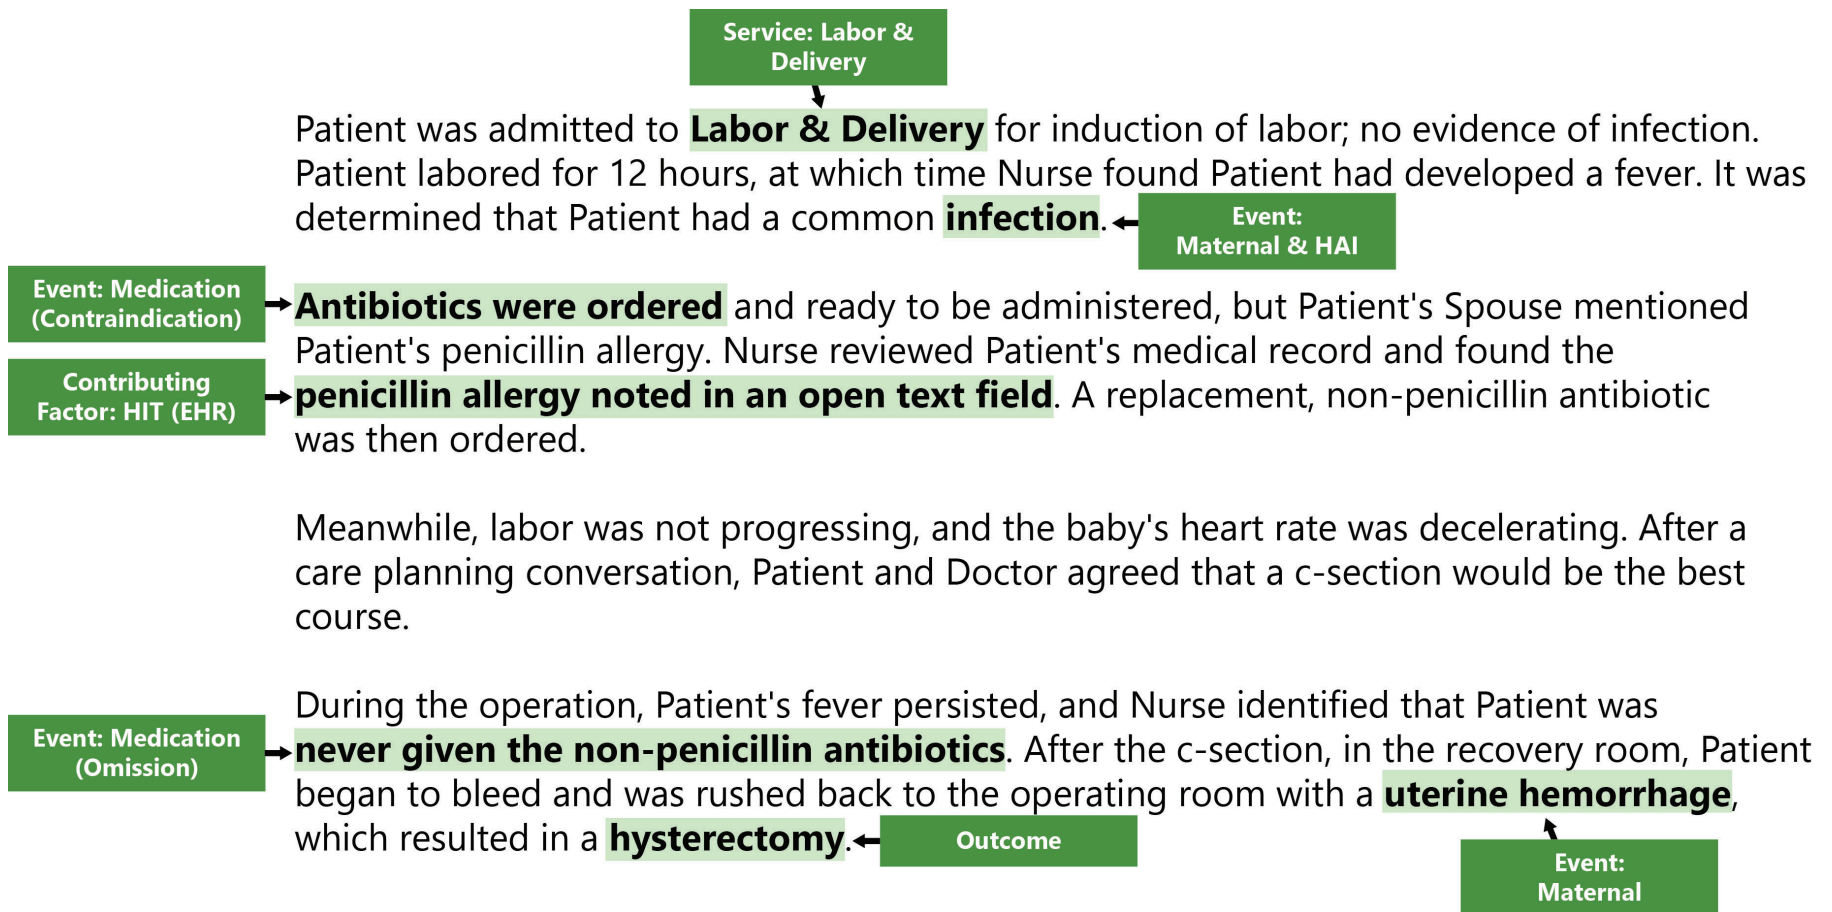 Service: Labor &
Delivery
Patient was admitted to Labor & Delivery for induction of labor; no evidence of infection.
Patient labored for 12 hours, at which time Nurse found Patient had developed a fever. It was
determined that Patient had a common infection.
Event:
Maternal & HAI
Event: Medication
(Contraindication)
Antibiotics were ordered and ready to be administered, but Patient's Spouse mentioned
Patient's penicillin allergy. Nurse reviewed Patient's medical record and found the
Contributing
Factor: HIT (EHR)
penicillin allergy noted in an open text field. A replacement, non-penicillin antibiotic
was then ordered.
Meanwhile, labor was not progressing, and the baby's heart rate was decelerating. After a
care planning conversation, Patient and Doctor agreed that a c-section would be the best
course.
During the operation, Patient's fever persisted, and Nurse identified that Patient was
Event: Medication
(Omission)
never given the non-penicillin antibiotics. After the c-section, in the recovery room, Patient
began to bleed and was rushed back to the operating room with a uterine hemorrhage,
which resulted in a hysterectomy.
Outcome
Event:
Maternal